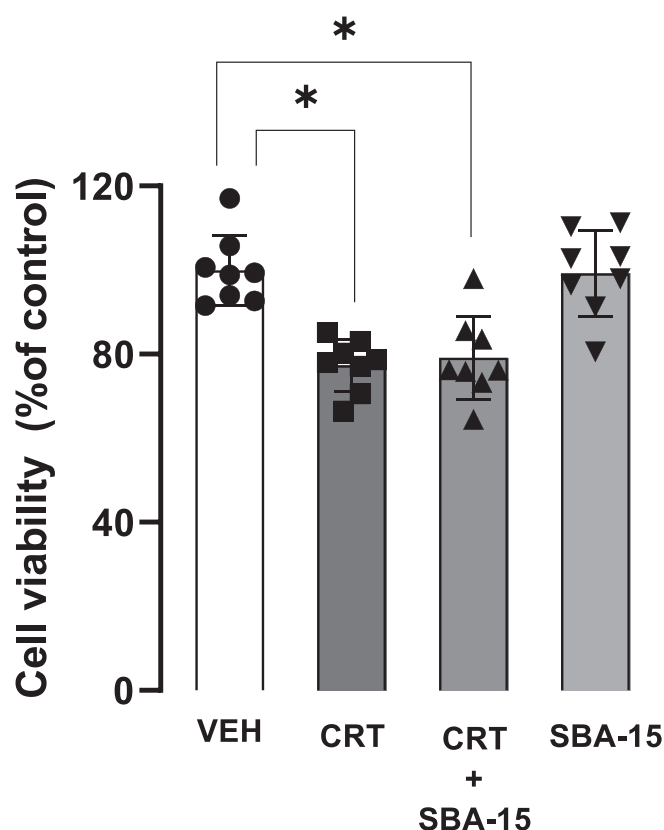 *
*
120
80
40
0
Cell viability (%of control)
VEH
CRT
CRT
+
SBA-15
SBA-15